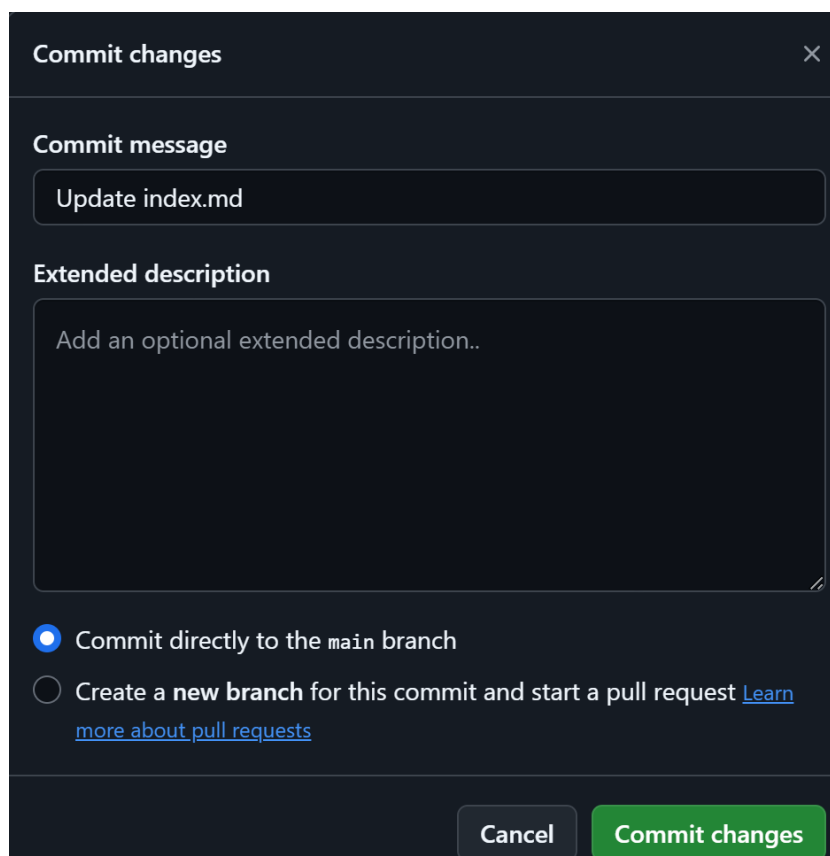 Commit changes
Commit message
Update index.md
Extended description
Add an optional extended description..
Commit directly to the main branch
Create a new branch for this commit and start a pull request Learn
more about pull requests
Cancel Commit changes